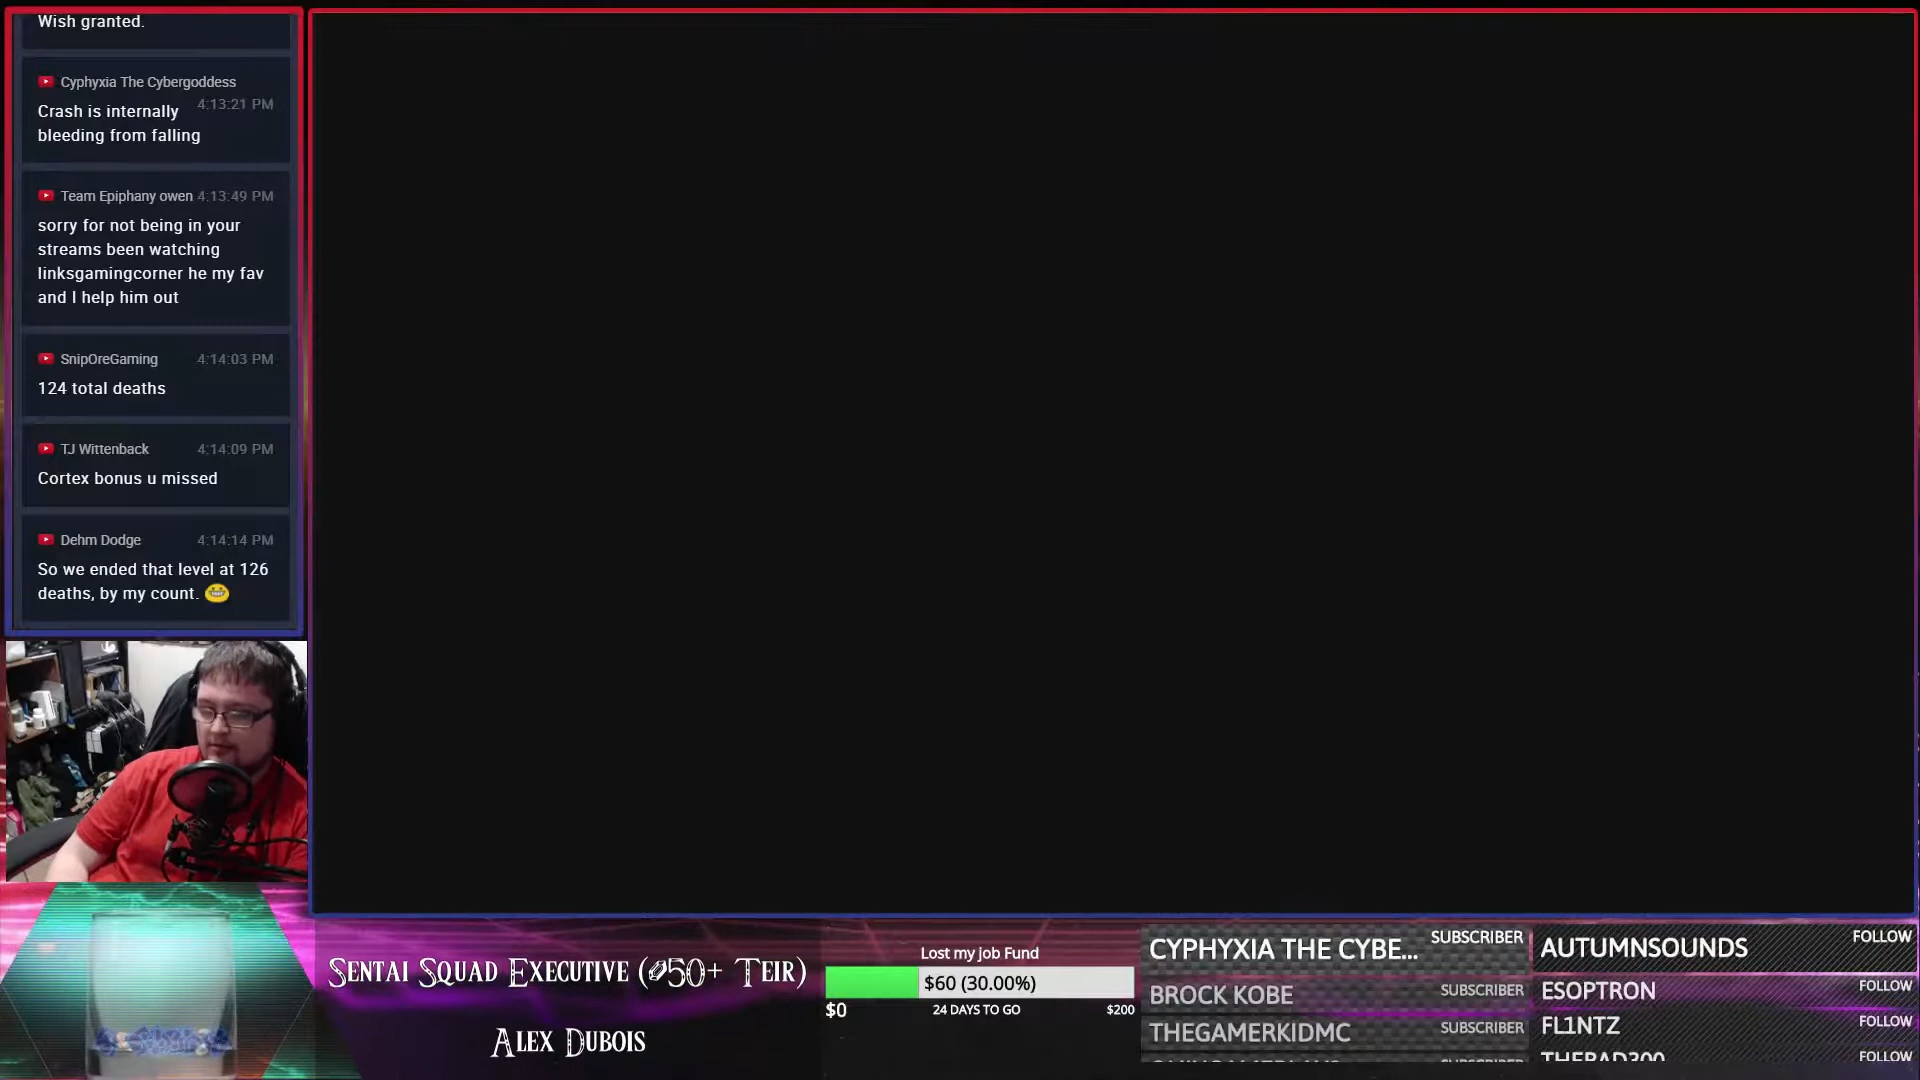 Wish granted.
Cyphyxia The Cybergoddess
4:13:21 PM
Crash is internally
bleeding from falling
Team Epiphany owen 4:13:49 PM
sorry for not being in your
streams been watching
linksgamingcorner he my fav
and I help him out
SnipOreGaming 4:14:03 PM
124 total deaths
TJ Wittenback 4:14:09 PM
Cortex bonus u missed
Dehm Dodge 4:14:14 PM
So we ended that level at 126
deaths, by my count.
Sentai Squad Executive (50+ Teir)
Alex Dubois
Lost my job Fund
$60 (30.00%)
$0 24 DAYS TO GO $200
CYPHYXIA THE CYBE... SUBSCRIBER
BROCK KOBE SUBSCRIBER
THEGAMERKIDMC SUBSCRIBER
SUBSCRIBER
AUTUMNSOUNDS FOLLOW
ESOPTRON FOLLOW
FL1NTZ FOLLOW
THEBAD300 FOLLOW